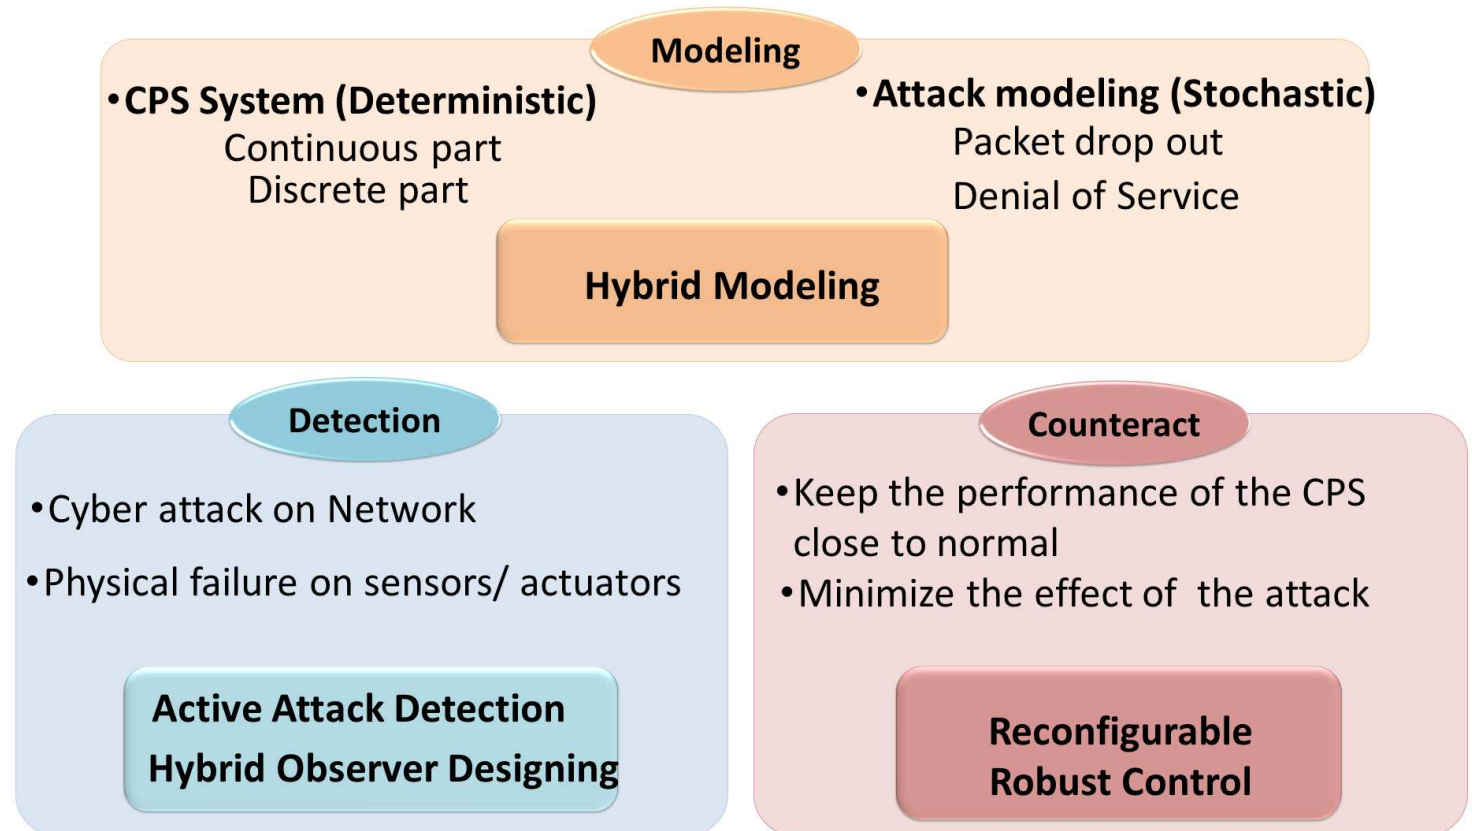 Modeling
•CPS System (Deterministic)
Continuous part
Discrete part
•Attack modeling (Stochastic)
Packet drop out
Denial of Service
Hybrid Modeling
Detection
•Cyber attack on Network
•Physical failure on sensors/ actuators
Active Attack Detection
Hybrid Observer Designing
Counteract
•Keep the performance of the CPS
close to normal
•Minimize the effect of  the attack
Reconfigurable
Robust Control